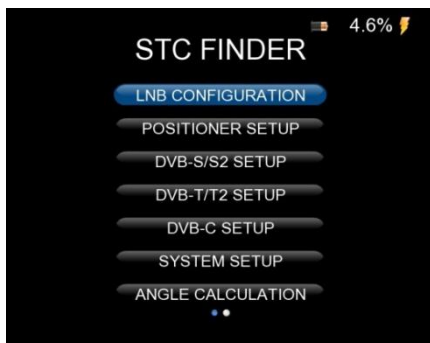 4.6%
STC FINDER
LNB CONFIGURATION
POSITIONER SETUP
DVB-S/S2 SETUP
DVB-T/T2 SETUP
DVB-C SETUP
SYSTEM SETUP
ANGLE CALCULATION